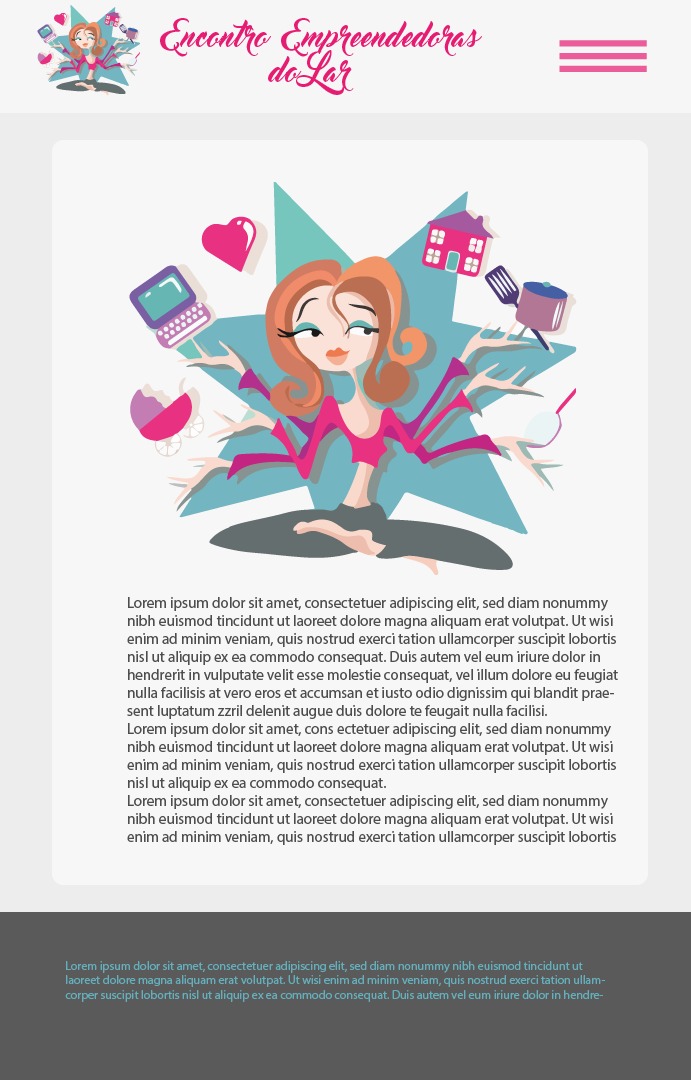 Encontro Empreendedoras
do Lar
Lorem ipsum dolor sit amet, consectetuer adipiscing elit, sed diam nonummy
nibh euismod tincidunt ut laoreet dolore magna aliquam erat volutpat. Ut wisi
enim ad minim veniam, quis nostrud exerci tation ullamcorper suscipit lobortis
nisl ut aliquip ex ea commodo consequat. Duis autem vel eum iriure dolor in
hendrerit in vulputate velit esse molestie consequat, vel illum dolore eu feugiat
nulla facilisis at vero eros et accumsan et iusto odio dignissim qui blandit prae-
sent luptatum zzril delenit augue duis dolore te feugait nulla facilisi.
Lorem ipsum dolor sit amet, cons ectetuer adipiscing elit, sed diam nonummy
nibh euismod tincidunt ut laoreet dolore magna aliquam erat volutpat. Ut wisi
enim ad minim veniam, quis nostrud exerci tation ullamcorper suscipit lobortis
nisl ut aliquip ex ea commodo consequat.
Lorem ipsum dolor sit amet, consectetuer adipiscing elit, sed diam nonummy
nibh euismod tincidunt ut laoreet dolore magna aliquam erat volutpat. Ut wisi
enim ad minim veniam, quis nostrud exerci tation ullamcorper suscipit lobortis
Lorem ipsum dolor sit amet, consectetuer adipiscing elit, sed diam nonummy nibh euismod tincidunt ut
laoreet dolore magna aliquam erat volutpat. Ut wisi enim ad minim veniam, quis nostrud exerci tation ullam-
corper suscipit lobortis nisl ut aliquip ex ea commodo consequat. Duis autem vel eum iriure dolor in hendre-